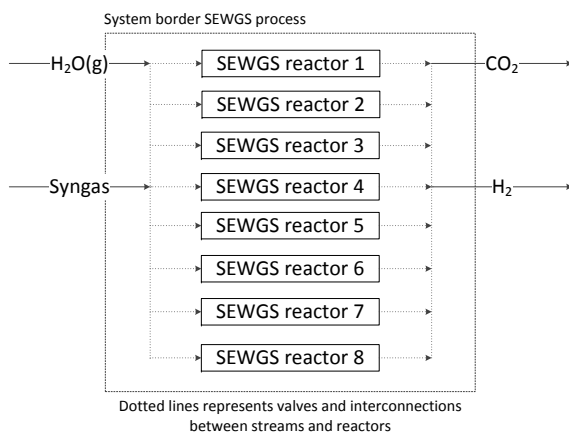 System border SEWGS process
H₂O(g)
SEWGS reactor 1
CO₂
SEWGS reactor 2
SEWGS reactor 3
Syngas
SEWGS reactor 4
H₂
SEWGS reactor 5
SEWGS reactor 6
SEWGS reactor 7
SEWGS reactor 8
Dotted lines represents valves and interconnections
between streams and reactors